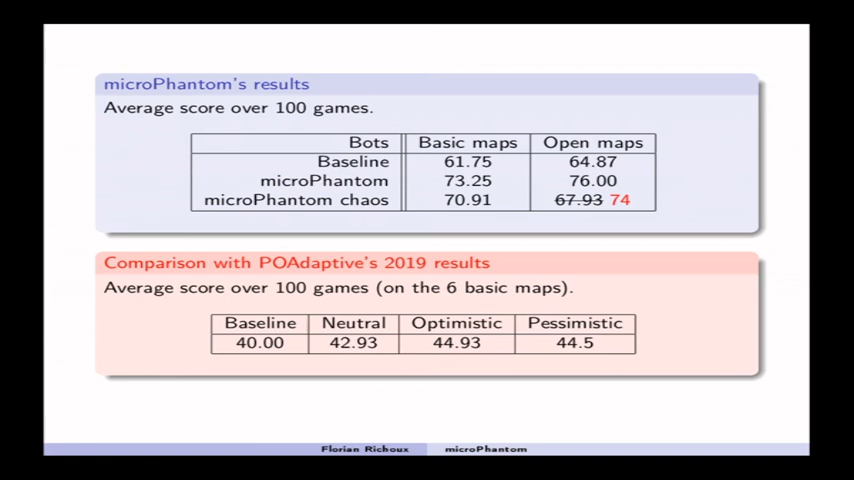 microPhantom's results
Average score over 100 games.
Bots Basic maps Open maps
Baseline 61.75 64.87
microPhantom 73.25 76.00
microPhantom chaos 70.91 67.93 74
Comparison with POAdaptive's 2019 results
Average score over 100 games (on the 6 basic maps).
Baseline Neutral Optimistic Pessimistic
40.00 42.93 44.93 44.5
Florian Richoux microPhantom